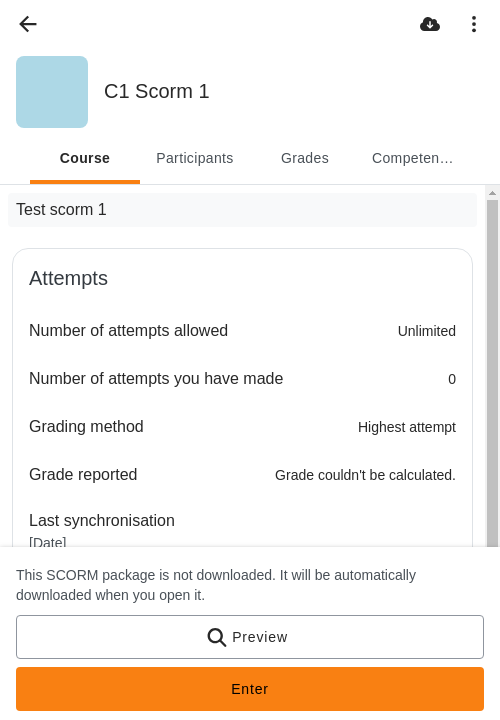 C1 Scorm 1
Course
Participants
Grades
Competen…
Test scorm 1
Attempts
Number of attempts allowed
Unlimited
Number of attempts you have made
0
Grading method
Highest attempt
Grade reported
Grade couldn't be calculated.
Last synchronisation
[Date]
This SCORM package is not downloaded. It will be automatically
downloaded when you open it.
Preview
Enter